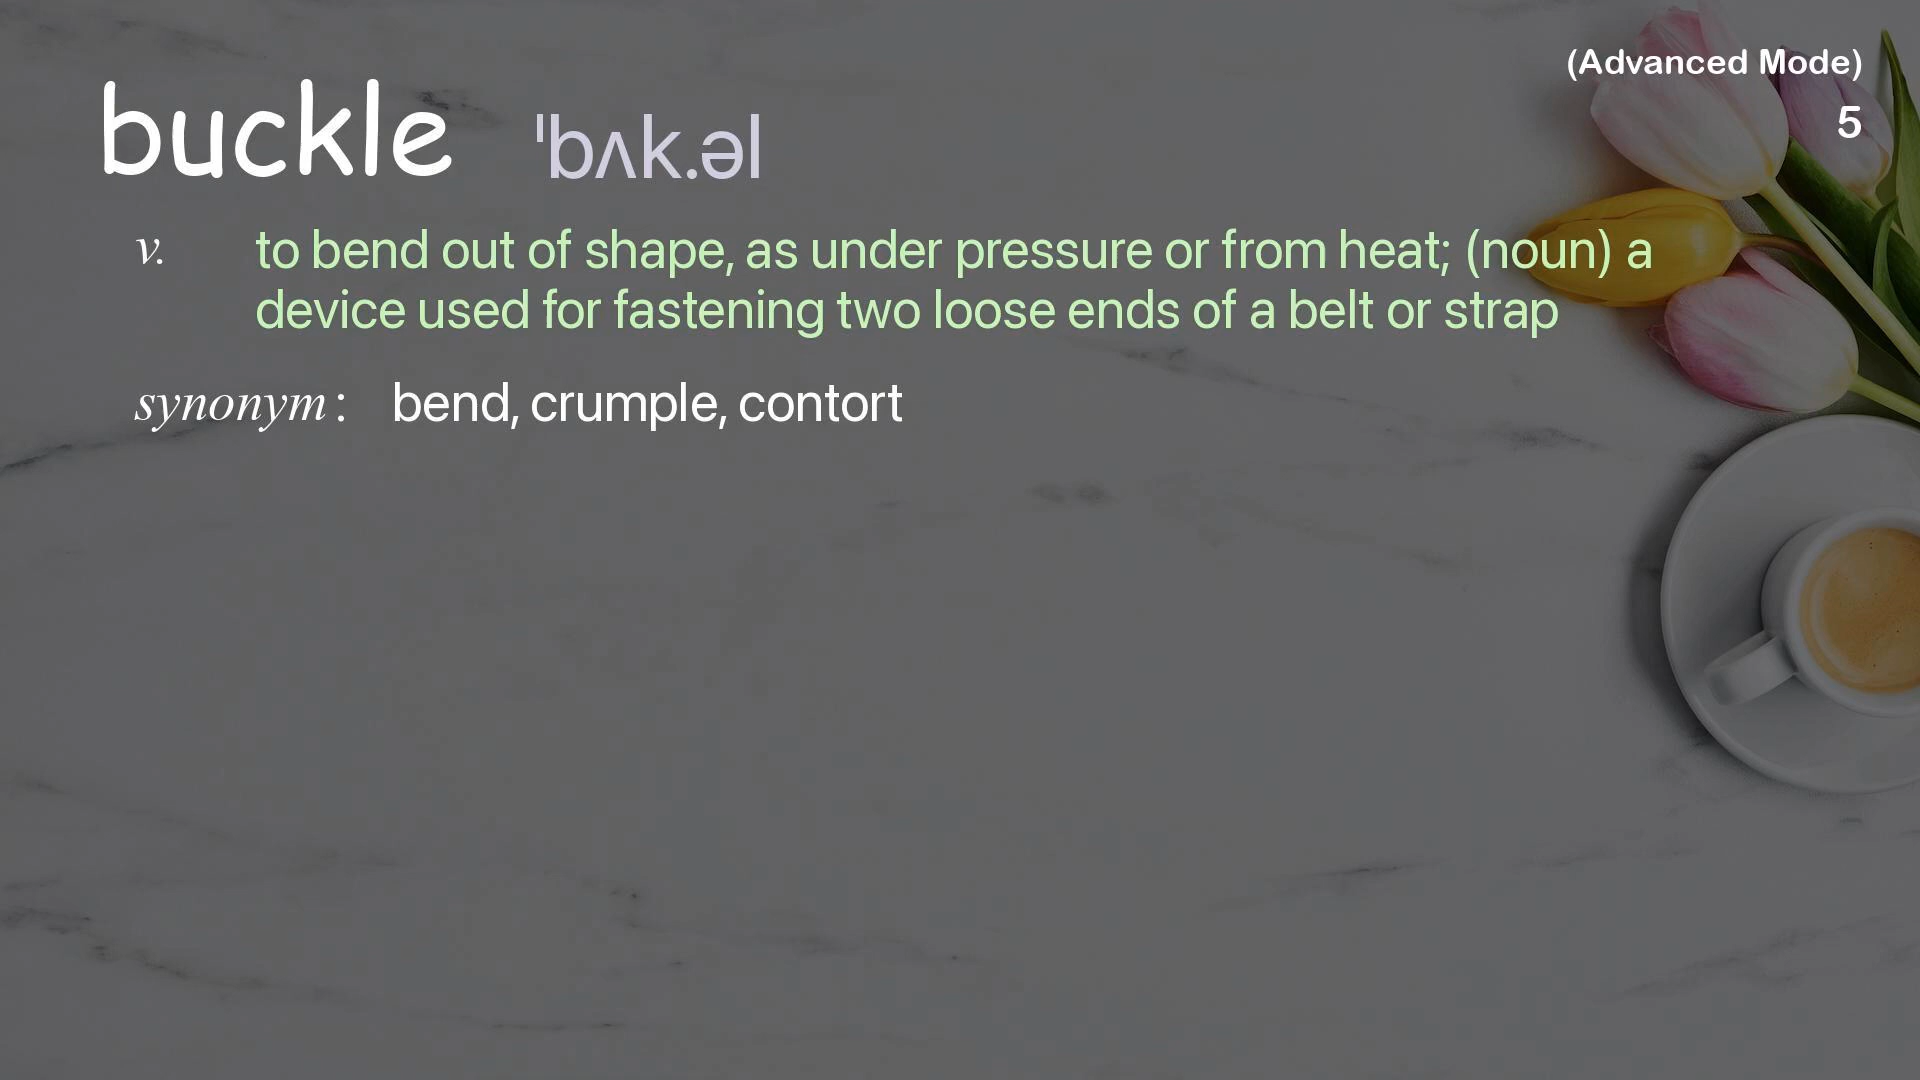 (Advanced Mode)
5
buckle ˈbʌk.əl
v. to bend out of shape, as under pressure or from heat; (noun) a
device used for fastening two loose ends of a belt or strap
synonym: bend, crumple, contort